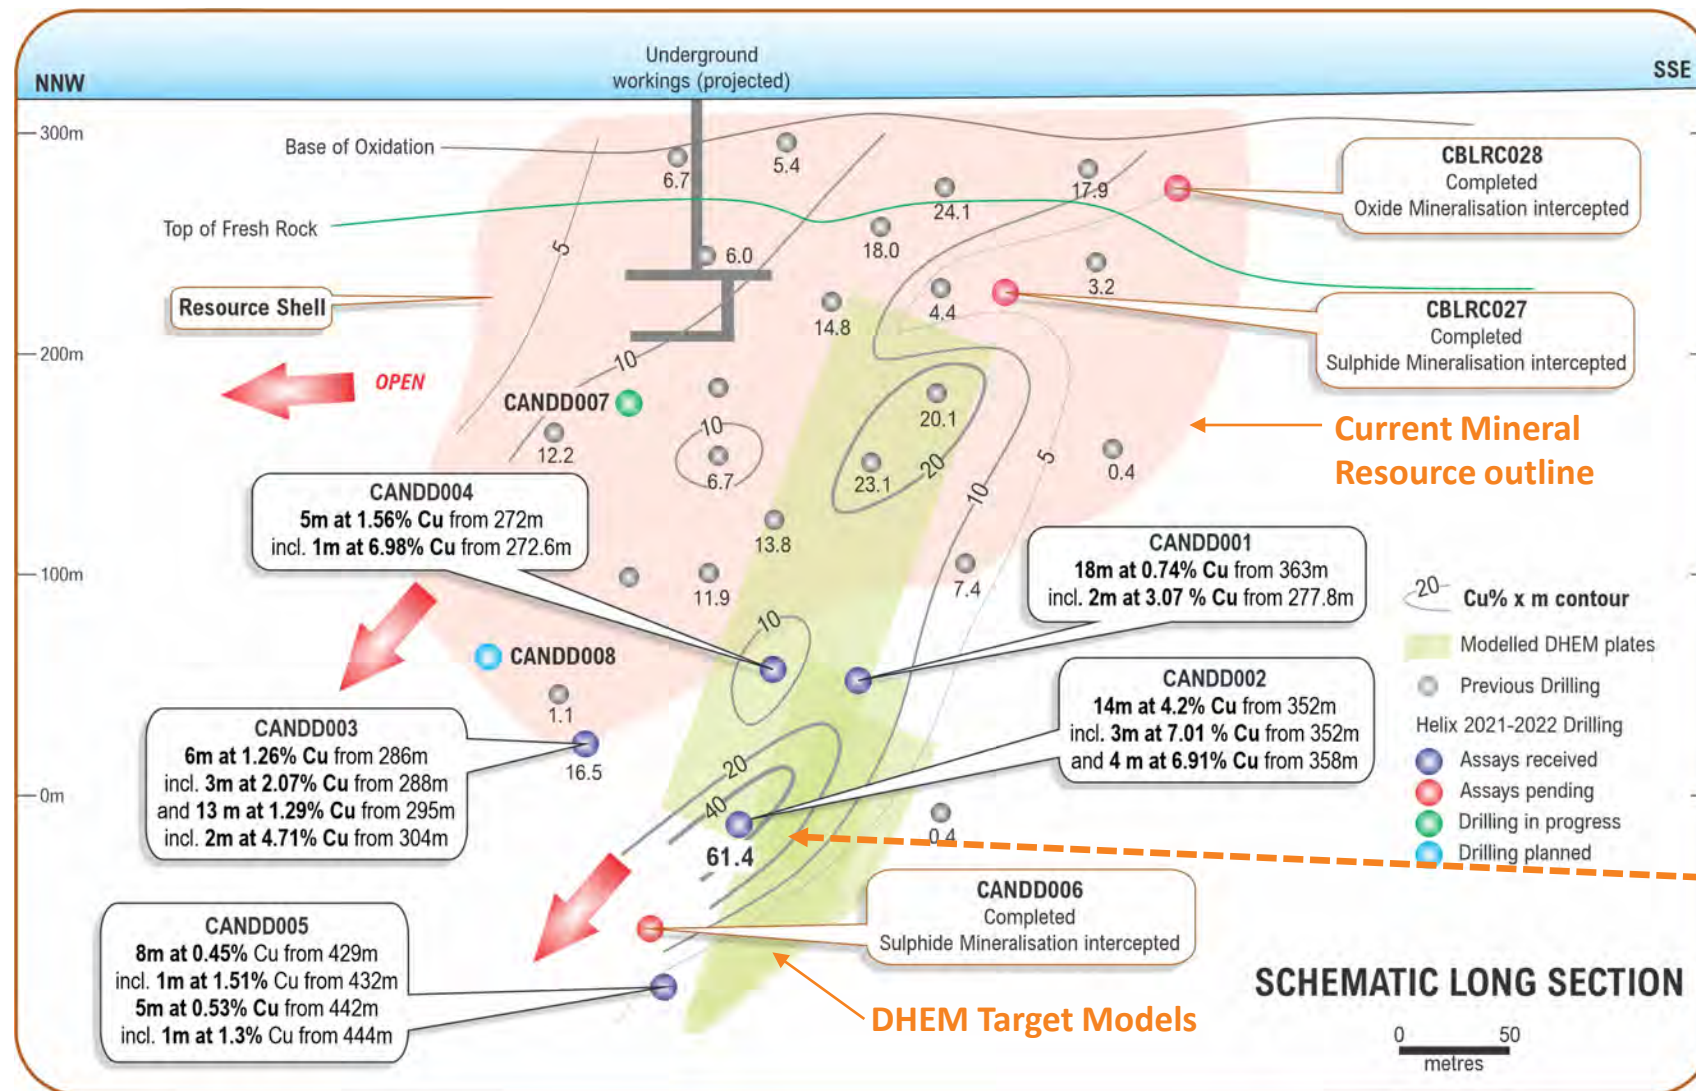 Underground
workings (projected)
NNW
SSE
300m
Base of Oxidation
6.7
5.4
24.1
17.9
CBLRC028
Completed
Oxide Mineralisation intercepted
Top of Fresh Rock
5
18.0
6.0
3.2
Resource Shell
14.8
4.4
CBLRC027
Completed
Sulphide Mineralisation intercepted
200m
10
OPEN
CANDD007
12.2
10
6.7
20.1
23.1
20
10
5
0.4
Current Mineral
Resource outline
CANDD004
5m at 1.56% Cu from 272m
incl. 1m at 6.98% Cu from 272.6m
13.8
100m
11.9
7.4
CANDD001
18m at 0.74% Cu from 363m
incl. 2m at 3.07 % Cu from 277.8m
20
Cu% x m contour
Modelled DHEM plates
Previous Drilling
Helix 2021-2022 Drilling
Assays received
Assays pending
Drilling in progress
Drilling planned
10
CANDD008
1.1
16.5
CANDD002
14m at 4.2% Cu from 352m
incl. 3m at 7.01 % Cu from 352m
and 4 m at 6.91% Cu from 358m
CANDD003
6m at 1.26% Cu from 286m
incl. 3m at 2.07% Cu from 288m
and 13 m at 1.29% Cu from 295m
incl. 2m at 4.71% Cu from 304m
0m
20
40
61.4
0.4
CANDD006
Completed
Sulphide Mineralisation intercepted
CANDD005
8m at 0.45% Cu from 429m
incl. 1m at 1.51% Cu from 432m
5m at 0.53% Cu from 442m
incl. 1m at 1.3% Cu from 444m
DHEM Target Models
SCHEMATIC LONG SECTION
0 50
metres